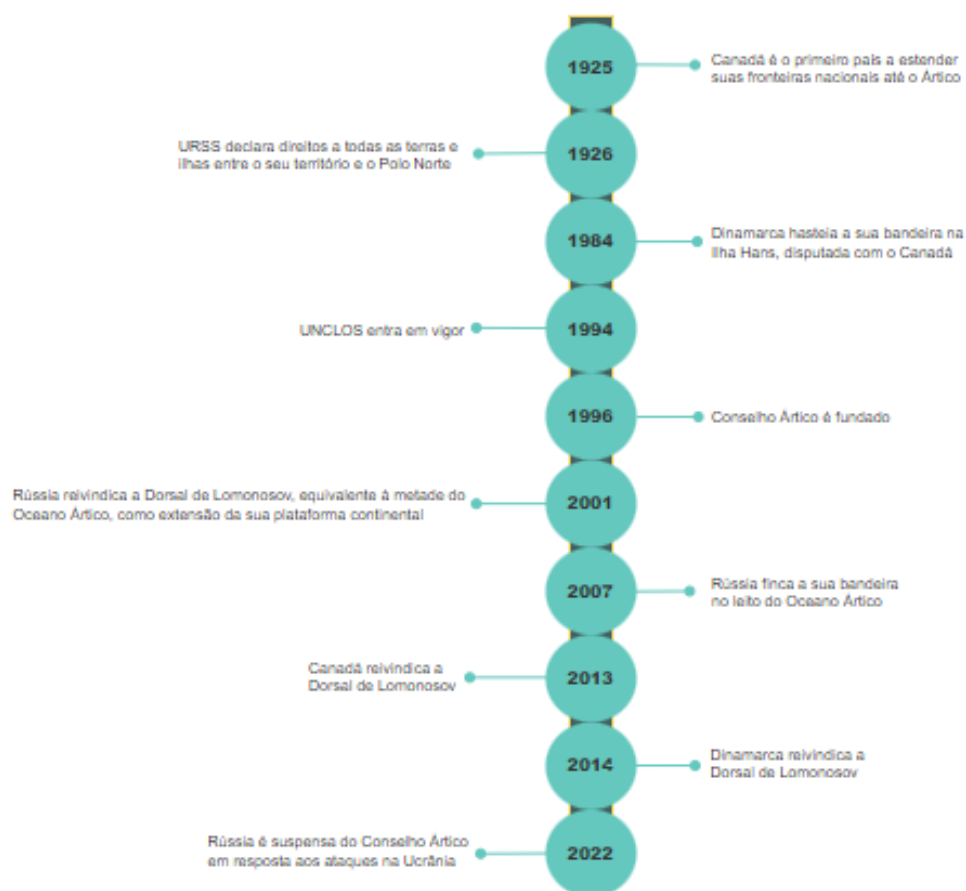 1925
Canadá é o primeiro país a estender
suas fronteiras nacionais até o Ártico
URSS declara direitos a todas as terras e
ilhas entre o seu território e o Polo Norte
1926
1984
Dinamarca hasteia a sua bandeira na
Ilha Hans, disputada com o Canadá
UNCLOS entra em vigor
1994
1996
Conselho Ártico é fundado
Rússia reivindica a Dorsal de Lomonosov, equivalente à metade do
Oceano Ártico, como extensão da sua plataforma continental
2001
2007
Rússia finca a sua bandeira
no leito do Oceano Ártico
Canadá reivindica a
Dorsal de Lomonosov
2013
2014
Dinamarca reivindica a
Dorsal de Lomonosov
Rússia é suspensa do Conselho Ártico
em resposta aos ataques na Ucrânia
2022